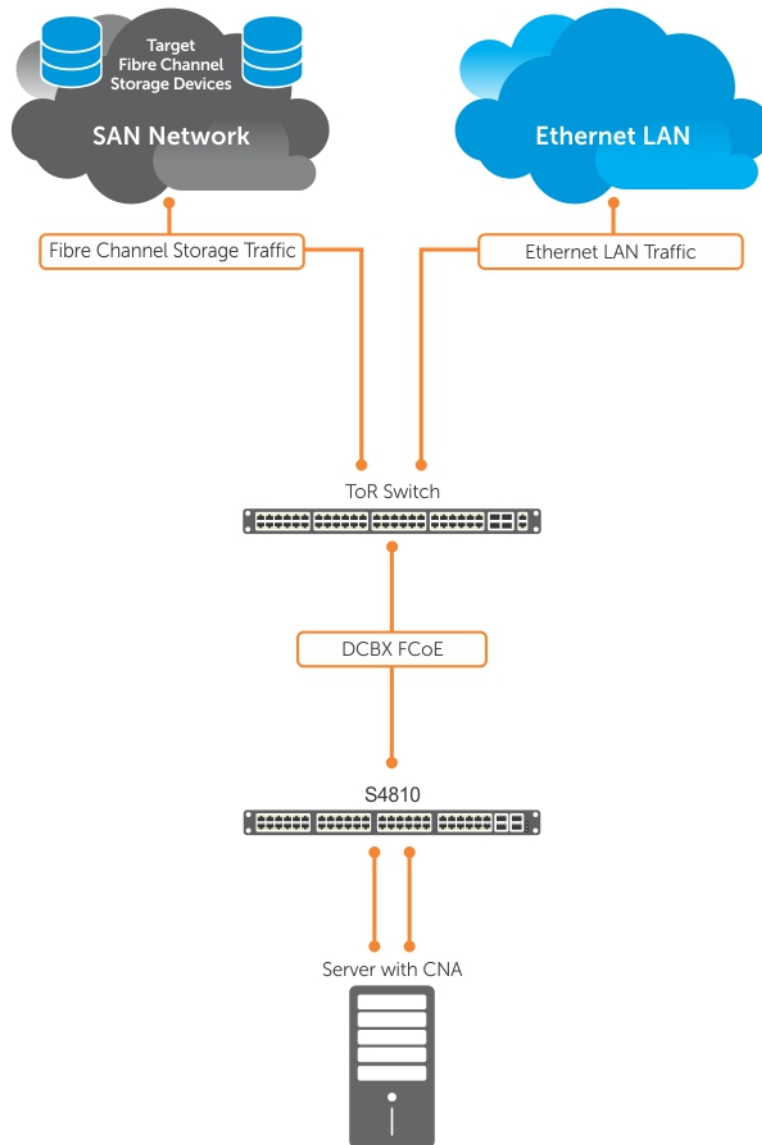 Target
Fibre Channel
Storage Devices
SAN Network
Ethernet LAN
Fibre Channel Storage Traffic
Ethernet LAN Traffic
ToR Switch
DCBX FCoE
S4810
Server with CNA